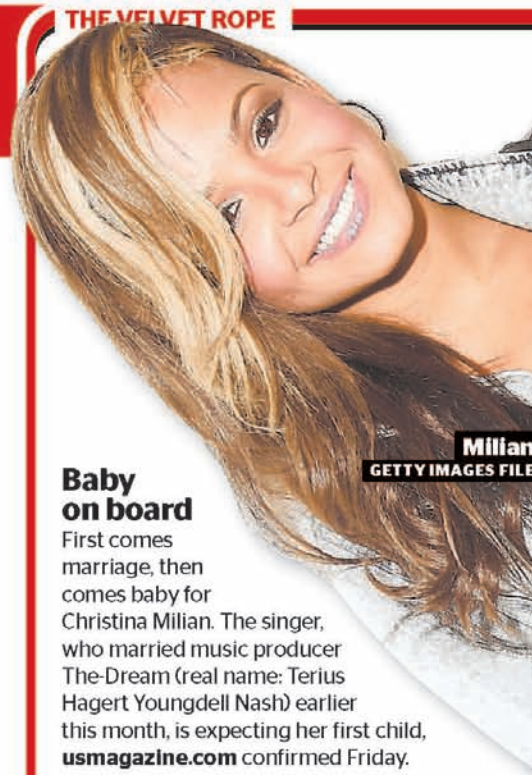 THE VELVET ROPE
Milian
GETTY IMAGES FILE
Baby
on board
First comes
marriage, then
comes baby for
Christina Milian. The singer,
who married music producer
The-Dream (real name: Terius
Hagert Youngdell Nash) earlier
this month, is expecting her first child,
usmagazine.com confirmed Friday.